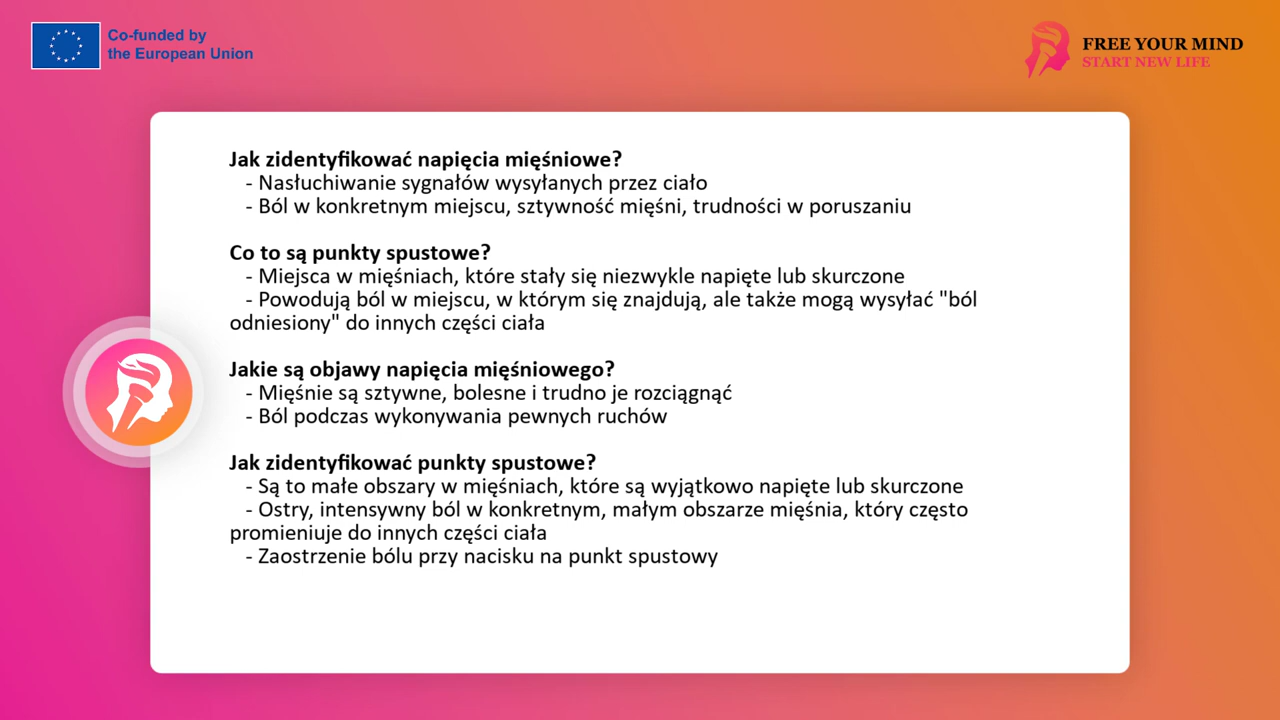 Co-funded by
the European Union
FREE YOUR MIND
START NEW LIFE
Jak zidentyfikować napięcia mięśniowe?
- Nasłuchiwanie sygnałów wysyłanych przez ciało
- Ból w konkretnym miejscu, sztywność mięśni, trudności w poruszaniu
Co to są punkty spustowe?
- Miejsca w mięśniach, które stały się niezwykle napięte lub skurczone
- Powodują ból w miejscu, w którym się znajdują, ale także mogą wysyłać "ból
odniesiony" do innych części ciała
Jakie są objawy napięcia mięśniowego?
- Mięśnie są sztywne, bolesne i trudno je rozciągnąć
- Ból podczas wykonywania pewnych ruchów
Jak zidentyfikować punkty spustowe?
- Są to małe obszary w mięśniach, które są wyjątkowo napięte lub skurczone
- Ostry, intensywny ból w konkretnym, małym obszarze mięśnia, który często
promieniuje do innych części ciała
- Zaostrzenie bólu przy nacisku na punkt spustowy